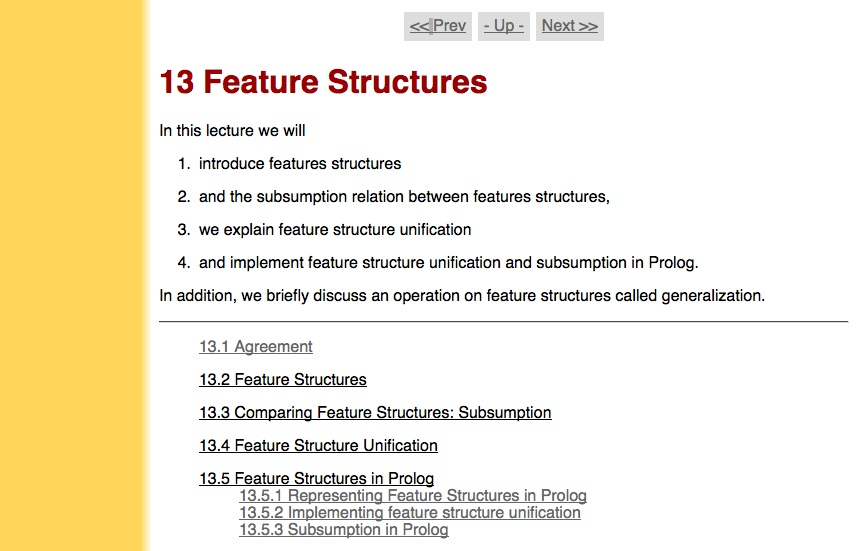 << Prev - Up - Next >>
13 Feature Structures
In this lecture we will
1. introduce features structures
2. and the subsumption relation between features structures,
3. we explain feature structure unification
4. and implement feature structure unification and subsumption in Prolog.
In addition, we briefly discuss an operation on feature structures called generalization.
13.1 Agreement
13.2 Feature Structures
13.3 Comparing Feature Structures: Subsumption
13.4 Feature Structure Unification
13.5 Feature Structures in Prolog
13.5.1 Representing Feature Structures in Prolog
13.5.2 Implementing feature structure unification
13.5.3 Subsumption in Prolog